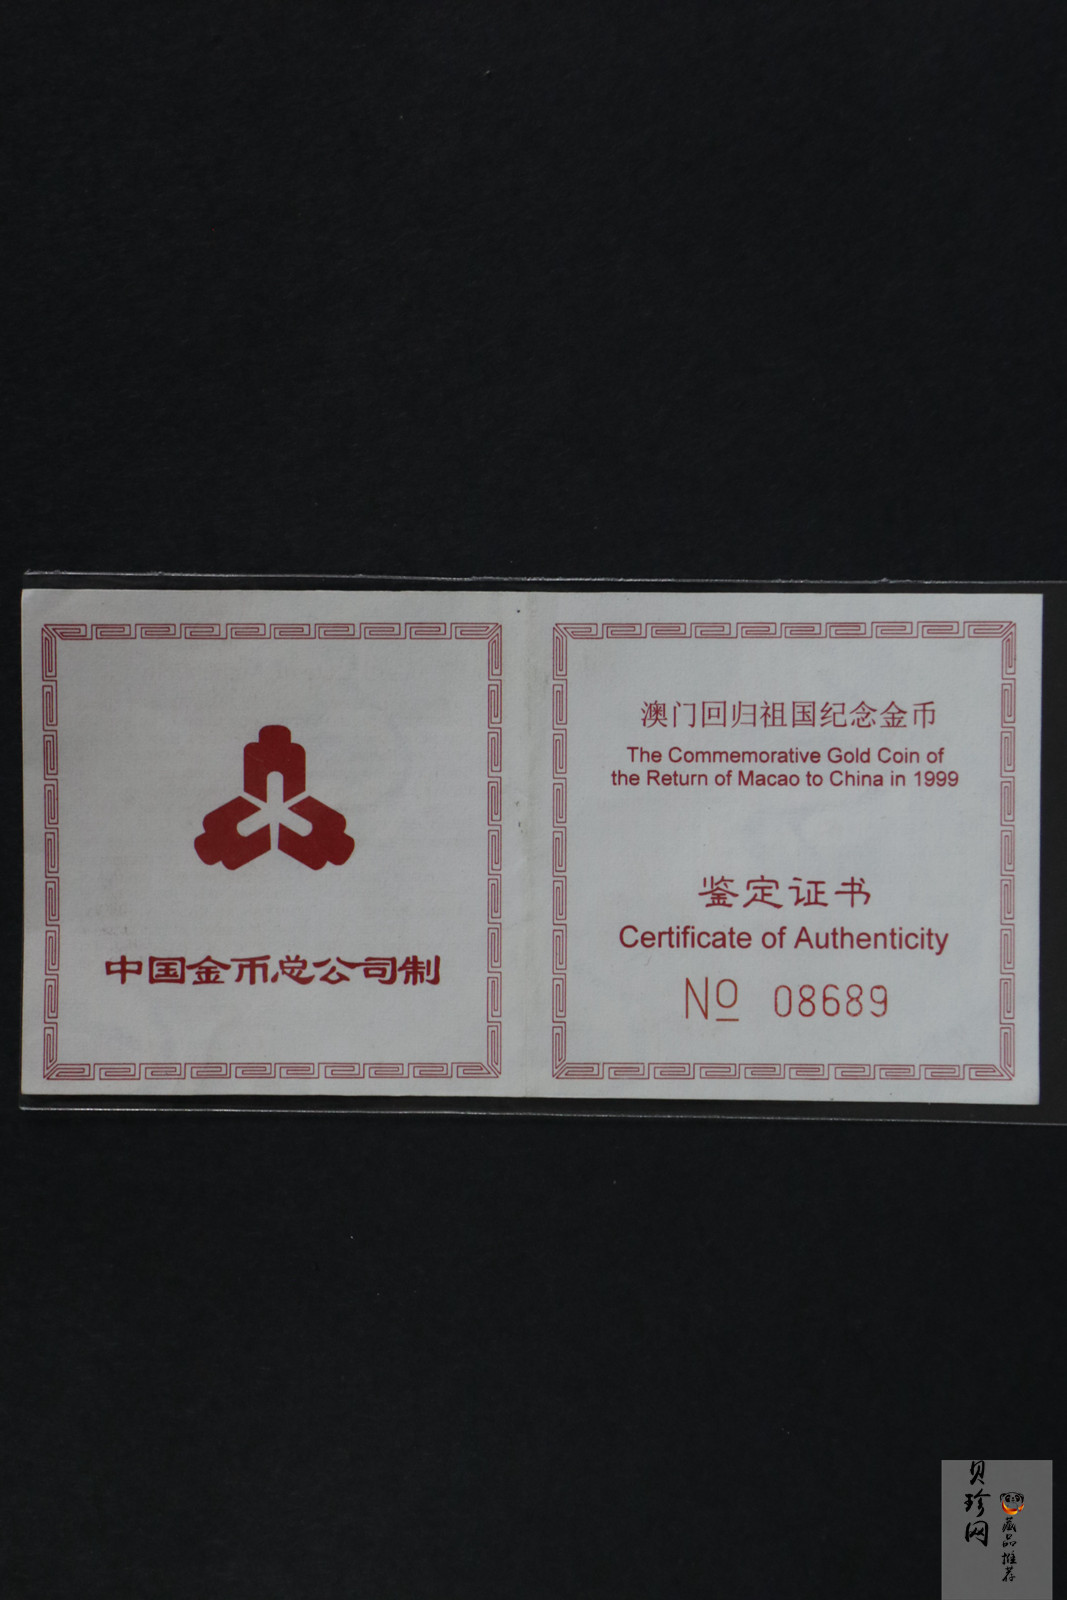 中国金币总公司制
澳门回归祖国纪念金币
The Commemorative Gold Coin of
the Return of Macao to China in 1999
鉴定证书
Certificate of Authenticity
№ 08689
贝珍网
藏品推荐